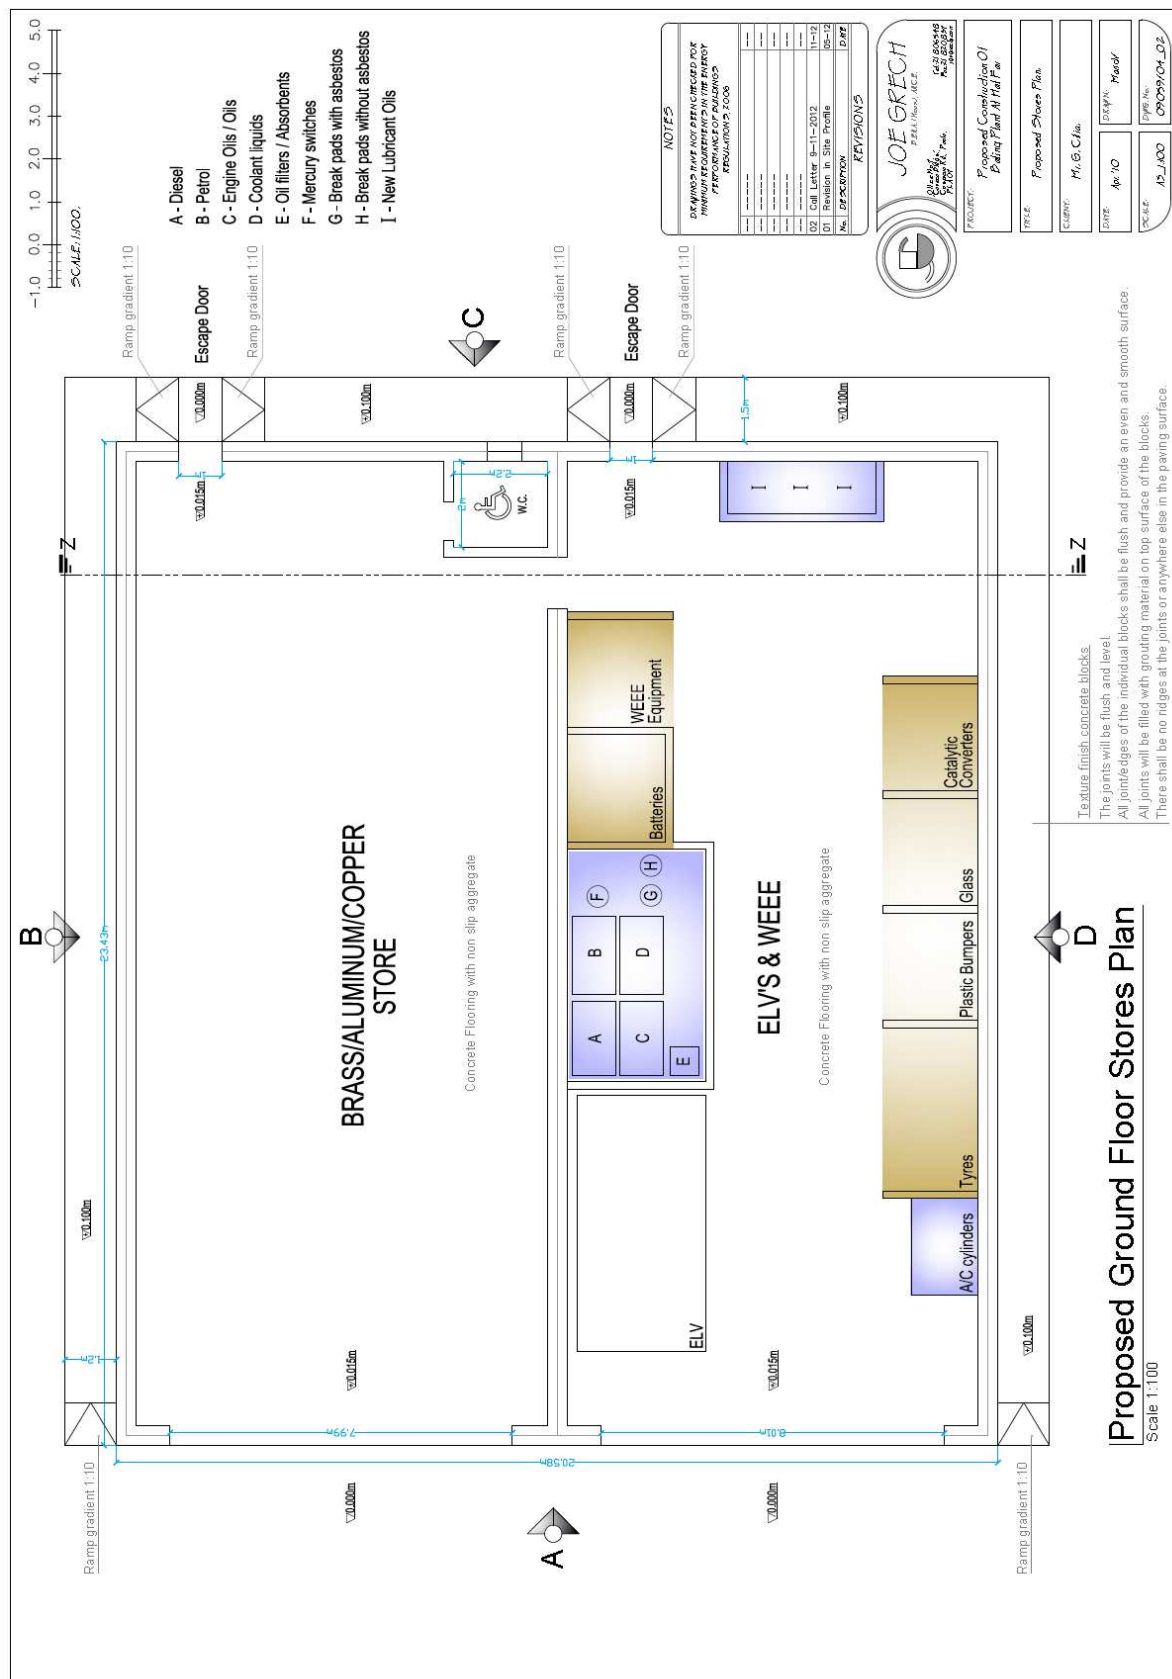 -1.0 0.0 1.0 2.0 3.0 4.0 5.0
SCALE: 1:100.
A - Diesel
B - Petrol
C - Engine Oils / Oils
D - Coolant liquids
E - Oil filters / Absorbents
F - Mercury switches
G - Break pads with asbestos
H - Break pads without asbestos
I - New Lubricant Oils
NOTES
DRAWINGS HAVE NOT BEEN CHECKED FOR
MINIMUM REQUIREMENTS IN THE ENERGY
PERFORMANCE OF BUILDINGS
REGULATIONS, 2006
02 Call Letter 9-11-2012 11-12
01 Revision in Site Profile 05-12
No. DESCRIPTION DATE
REVISIONS
JOE GRECH
PROJECT:
Proposed Construction Of
TITLE:
Proposed Stores Plan.
CLIENT:
DATE:
DRAWN:
SCALE:
AS_1:100
DWG. No:
09059/04_02
Ramp gradient 1:10
Escape Door
Ramp gradient 1:10
C
Ramp gradient 1:10
Escape Door
Ramp gradient 1:10
B
23.43m
Z
Z
0.100m
0.100m
0.100m
0.100m
0.000m
0.000m
0.015m
0.015m
1m
1m
1.5m
2m
2.2m
W.C.
BRASS/ALUMINUM/COPPER
STORE
Concrete Flooring with non slip aggregate
WEEE
Equipment
Batteries
A
B
C
D
E
F
G
H
I
I
I
ELV'S & WEEE
Concrete Flooring with non slip aggregate
ELV
A/C cylinders
Tyres
Plastic Bumpers
Glass
Catalytic
Converters
1.2m
0.015m
0.015m
7.99m
8.01m
20.58m
0.000m
0.000m
A
Ramp gradient 1:10
Ramp gradient 1:10
D
Texture finish concrete blocks
The joints will be flush and level.
All joint/edges of the individual blocks shall be flush and provide an even and smooth surface.
All joints will be filled with grouting material on top surface of the blocks.
There shall be no ridges at the joints or anywhere else in the paving surface.
Proposed Ground Floor Stores Plan
Scale 1:100